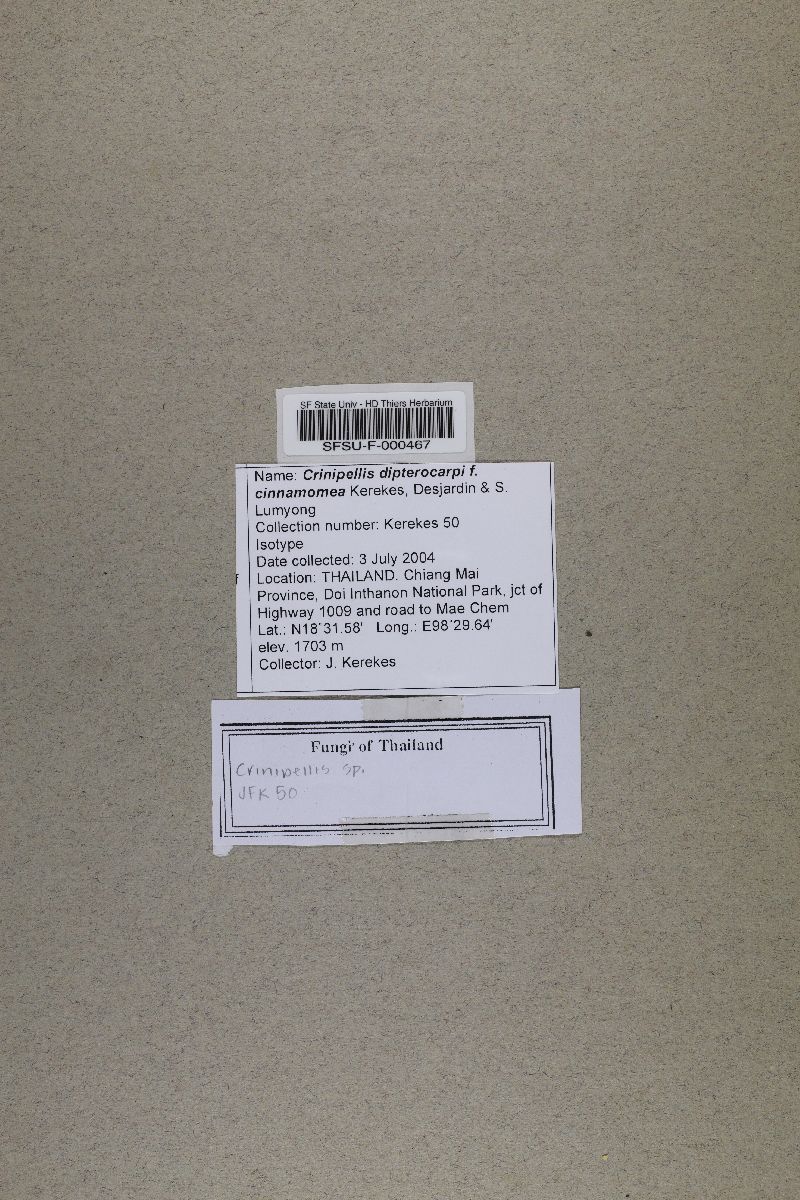 SF State Univ - HD Thiers Herbarium
SFSU-F-000467
Name: Crinipellis dipterocarpi f.
cinnamomea Kerekes, Desjardin & S.
Lumyong
Collection number: Kerekes 50
Isotype
Date collected: 3 July 2004
Location: THAILAND. Chiang Mai
Province, Doi Inthanon National Park, jct of
Highway 1009 and road to Mae Chem
Lat.: N18°31.58' Long.: E98°29.64'
elev. 1703 m
Collector: J. Kerekes
Fungi of Thailand
Crinipellis sp.
JFK 50